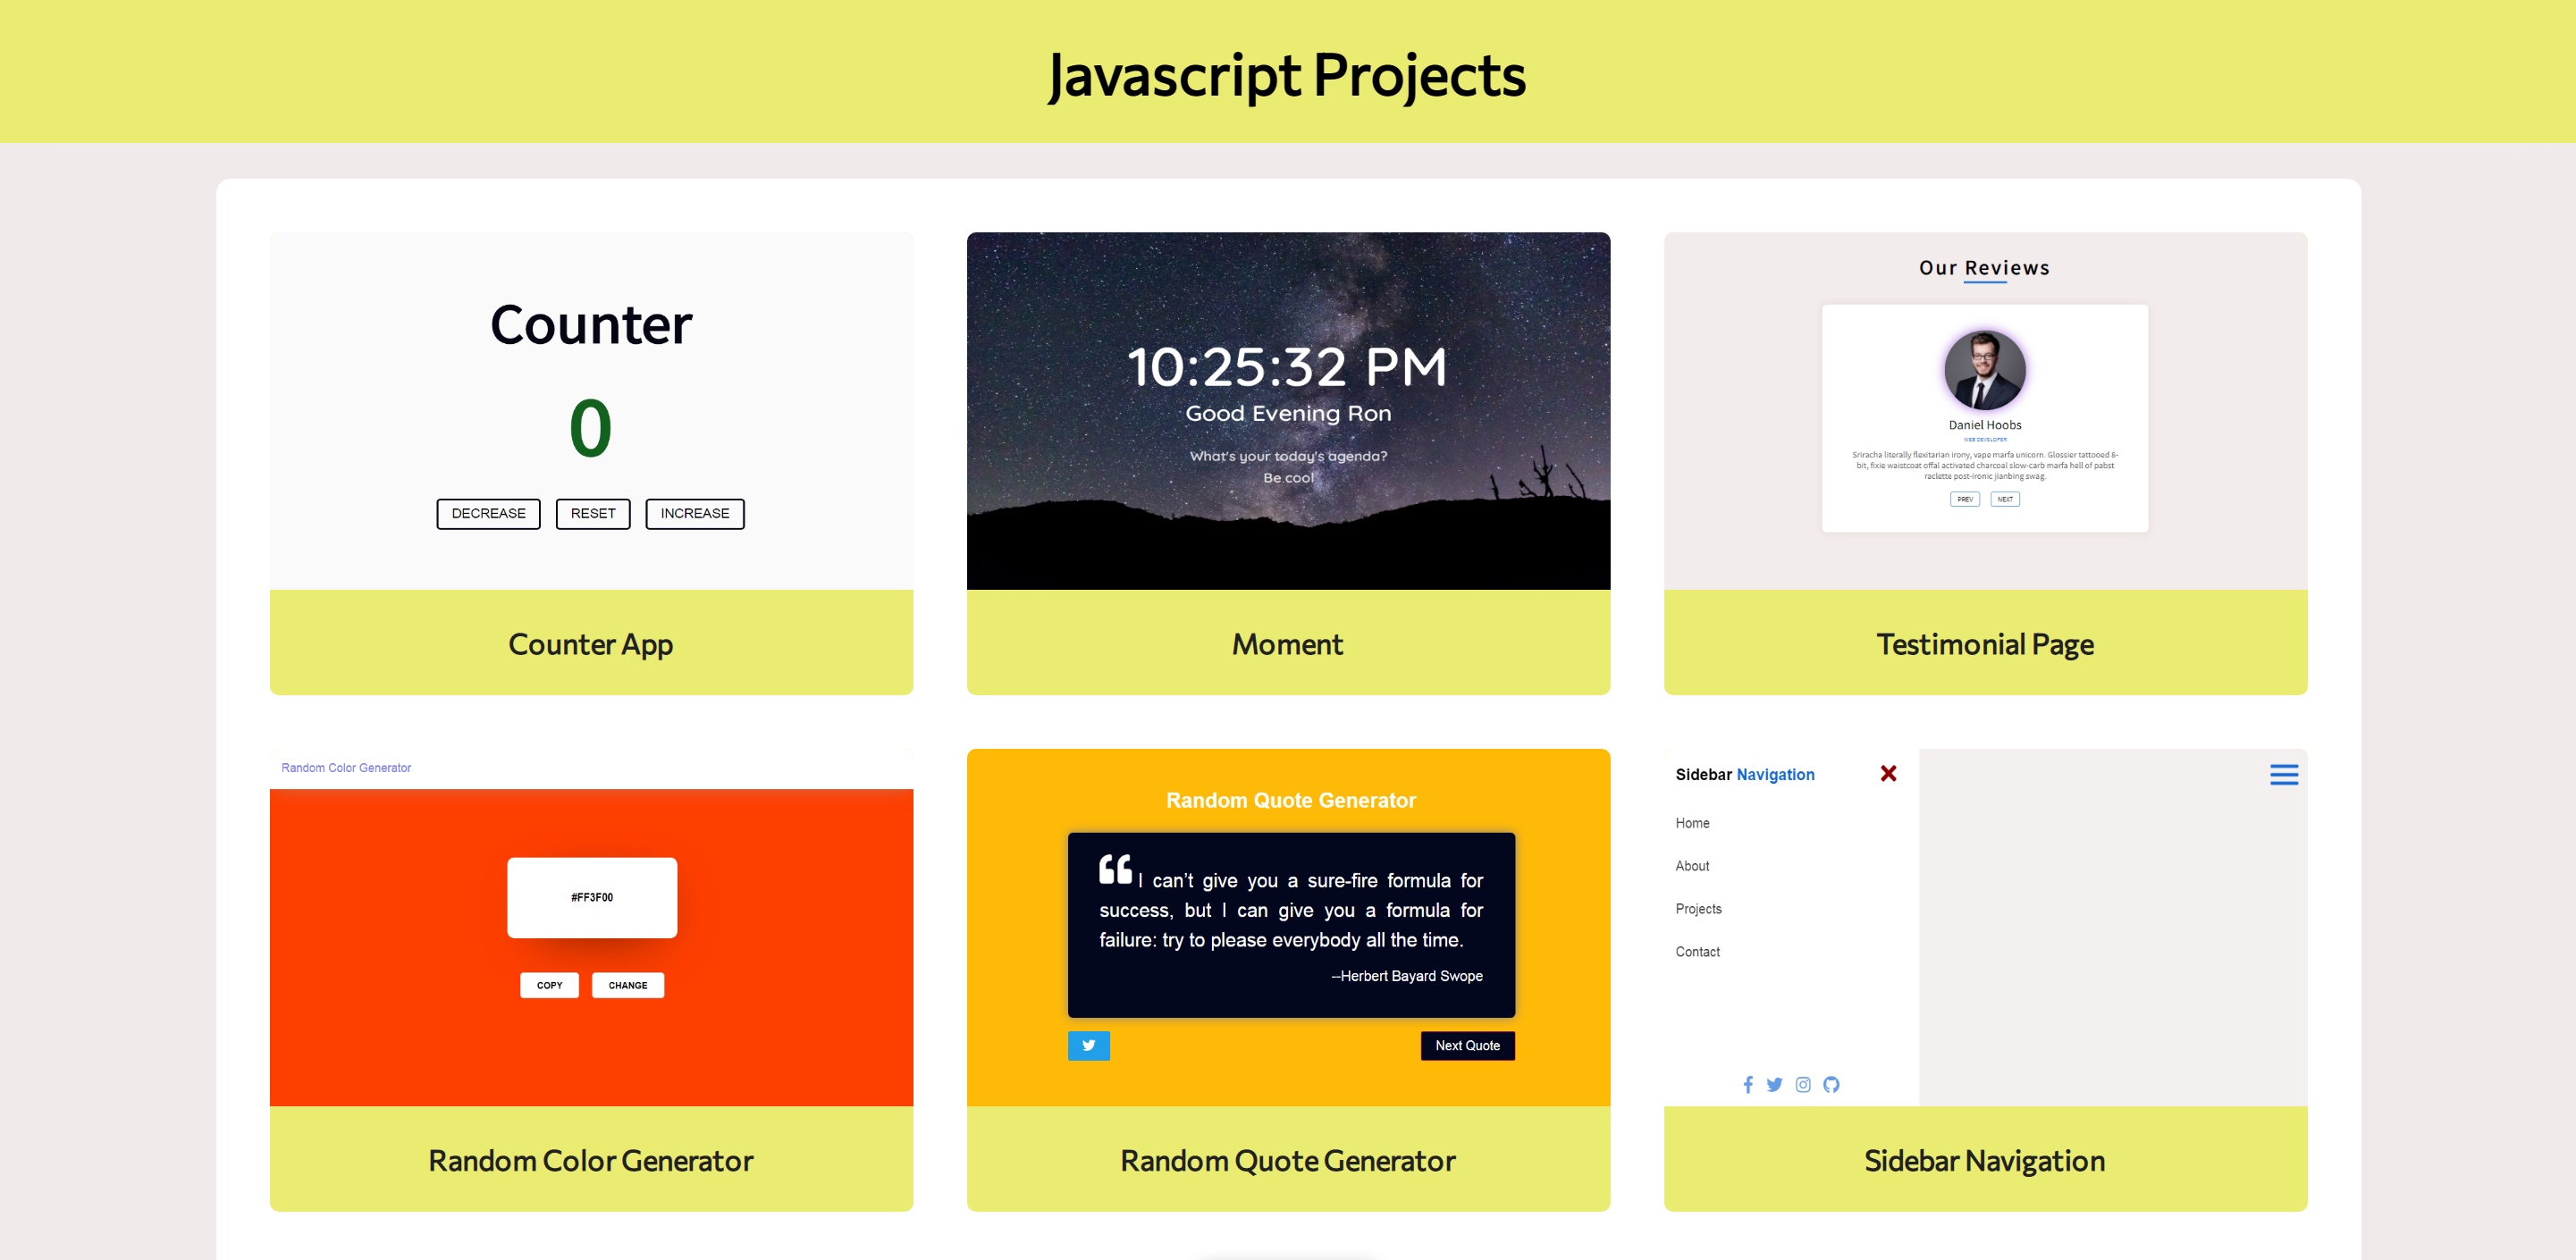 Javascript Projects
Counter
0
DECREASE RESET INCREASE
Counter App
10:25:32 PM
Good Evening Ron
What's your today's agenda?
Be cool
Moment
Our Reviews
Daniel Hoobs
WEB DEVELOPER
Sriracha literally flexitarian irony, vape marfa unicorn. Glossier tattooed 8-
bit, fixie waistcoat offal activated charcoal slow-carb marfa hell of pabst
raclette post-ironic jianbing swag.
PREV NEXT
Testimonial Page
Random Color Generator
#FF3F00
COPY CHANGE
Random Color Generator
Random Quote Generator
I can’t give you a sure-fire formula for
success, but I can give you a formula for
failure: try to please everybody all the time.
--Herbert Bayard Swope
Next Quote
Random Quote Generator
Sidebar Navigation
Home
About
Projects
Contact
Sidebar Navigation